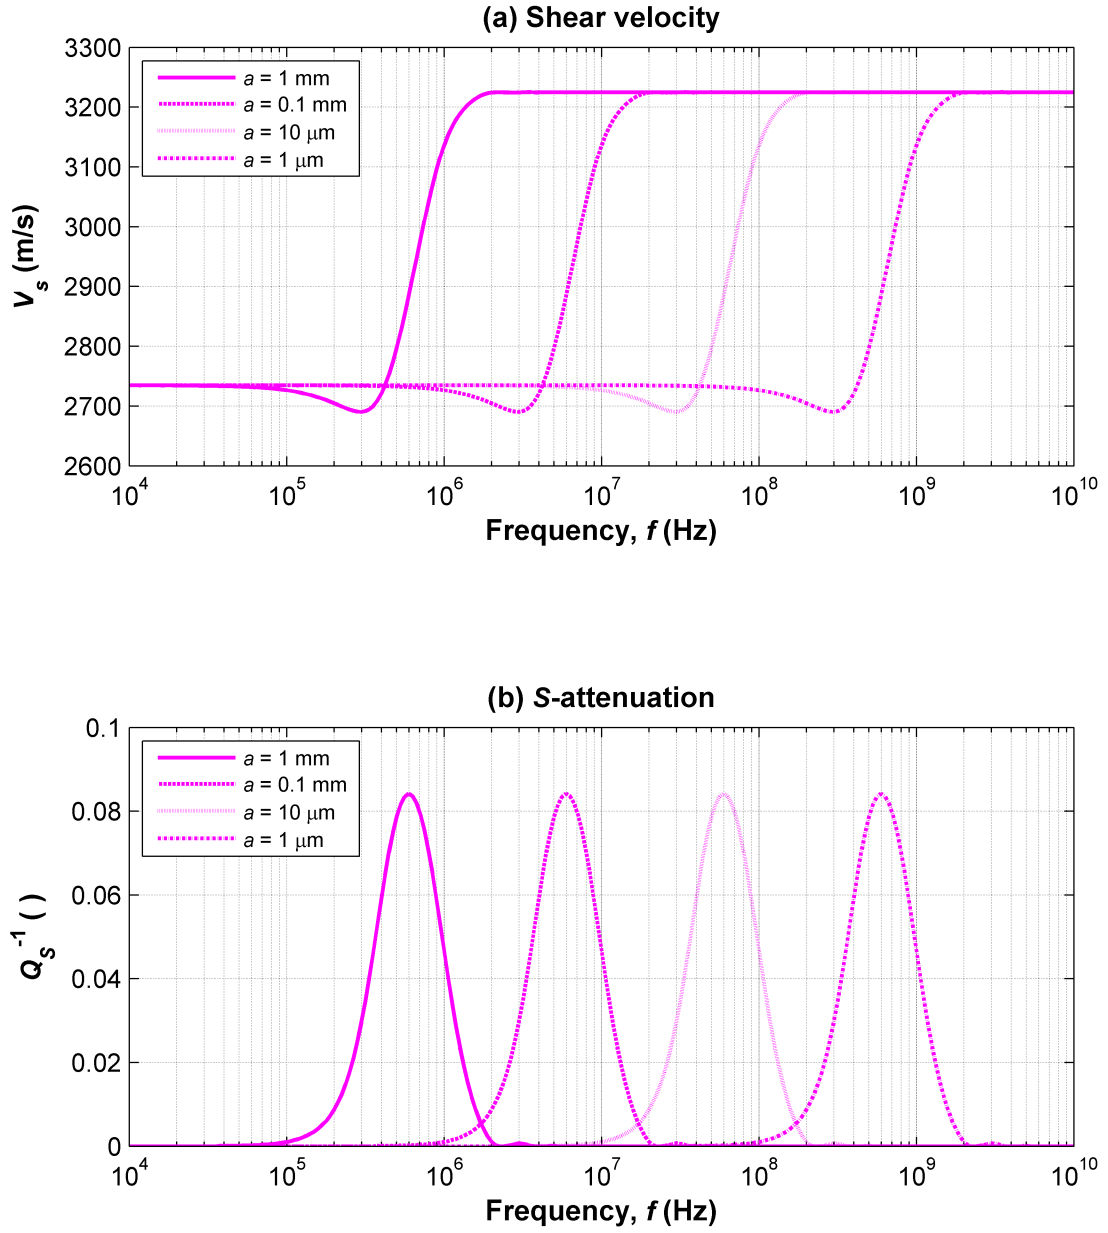 (a) Shear velocity
3300
3200
3100
3000
2900
2800
2700
2600
V_s (m/s)
a = 1 mm
a = 0.1 mm
a = 10 μm
a = 1 μm
10^4 10^5 10^6 10^7 10^8 10^9 10^10
Frequency, f (Hz)
(b) S-attenuation
0.1
0.08
0.06
0.04
0.02
0
Q_S^-1 ( )
a = 1 mm
a = 0.1 mm
a = 10 μm
a = 1 μm
10^4 10^5 10^6 10^7 10^8 10^9 10^10
Frequency, f (Hz)